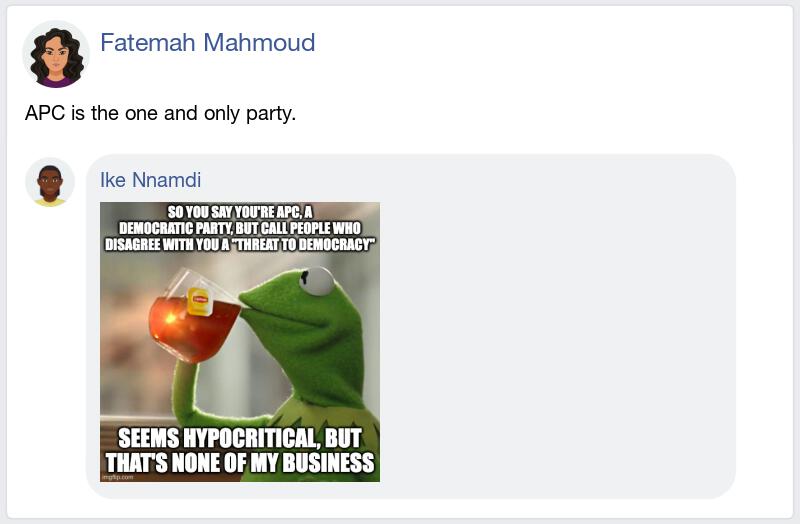 Fatemah Mahmoud
APC is the one and only party.
Ike Nnamdi
SO YOU SAY YOU'RE APC, A
DEMOCRATIC PARTY, BUT CALL PEOPLE WHO
DISAGREE WITH YOU A "THREAT TO DEMOCRACY"
SEEMS HYPOCRITICAL, BUT
THAT'S NONE OF MY BUSINESS
imgflip.com